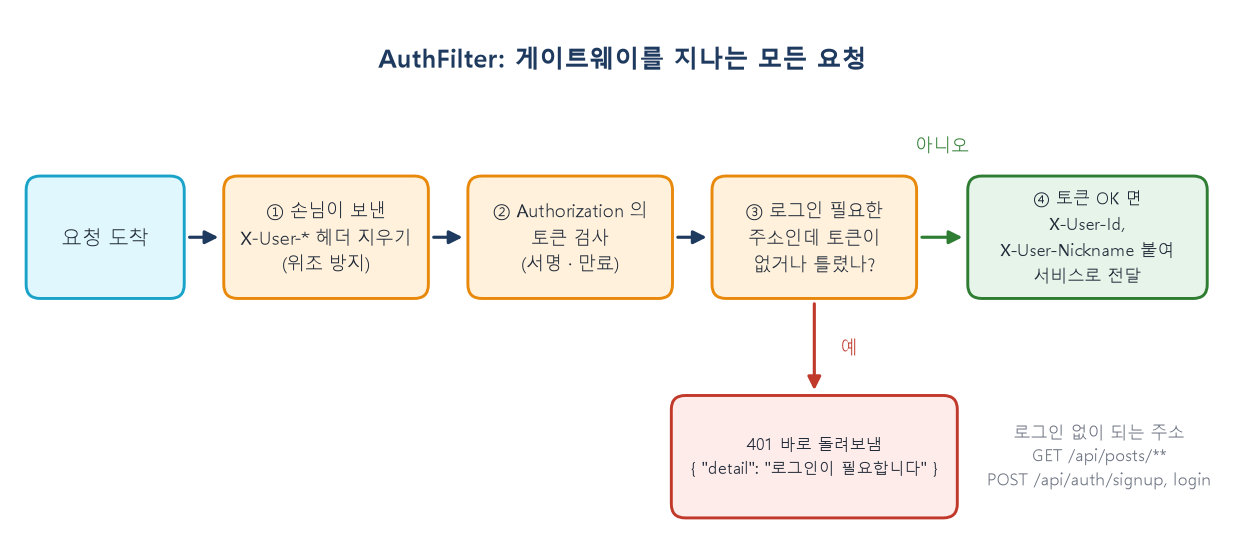 AuthFilter: 게이트웨이를 지나는 모든 요청
아니오
요청 도착
① 손님이 보낸
X-User-* 헤더 지우기
(위조 방지)
② Authorization 의
토큰 검사
(서명 · 만료)
③ 로그인 필요한
주소인데 토큰이
없거나 틀렸나?
④ 토큰 OK 면
X-User-Id,
X-User-Nickname 붙여
서비스로 전달
예
401 바로 돌려보냄
{ "detail": "로그인이 필요합니다" }
로그인 없이 되는 주소
GET /api/posts/**
POST /api/auth/signup, login